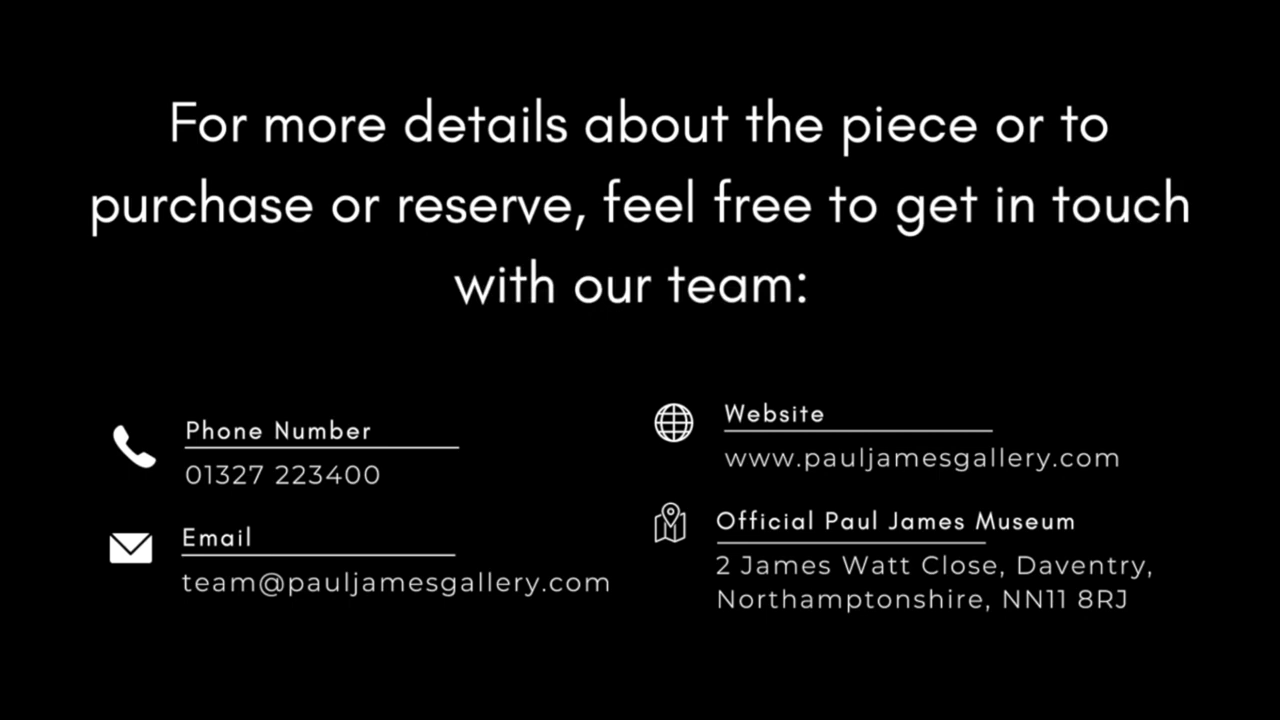 For more details about the piece or to
purchase or reserve, feel free to get in touch
with our team:
Phone Number
01327 223400
Email
team@pauljamesgallery.com
Website
www.pauljamesgallery.com
Official Paul James Museum
2 James Watt Close, Daventry,
Northamptonshire, NN11 8RJ